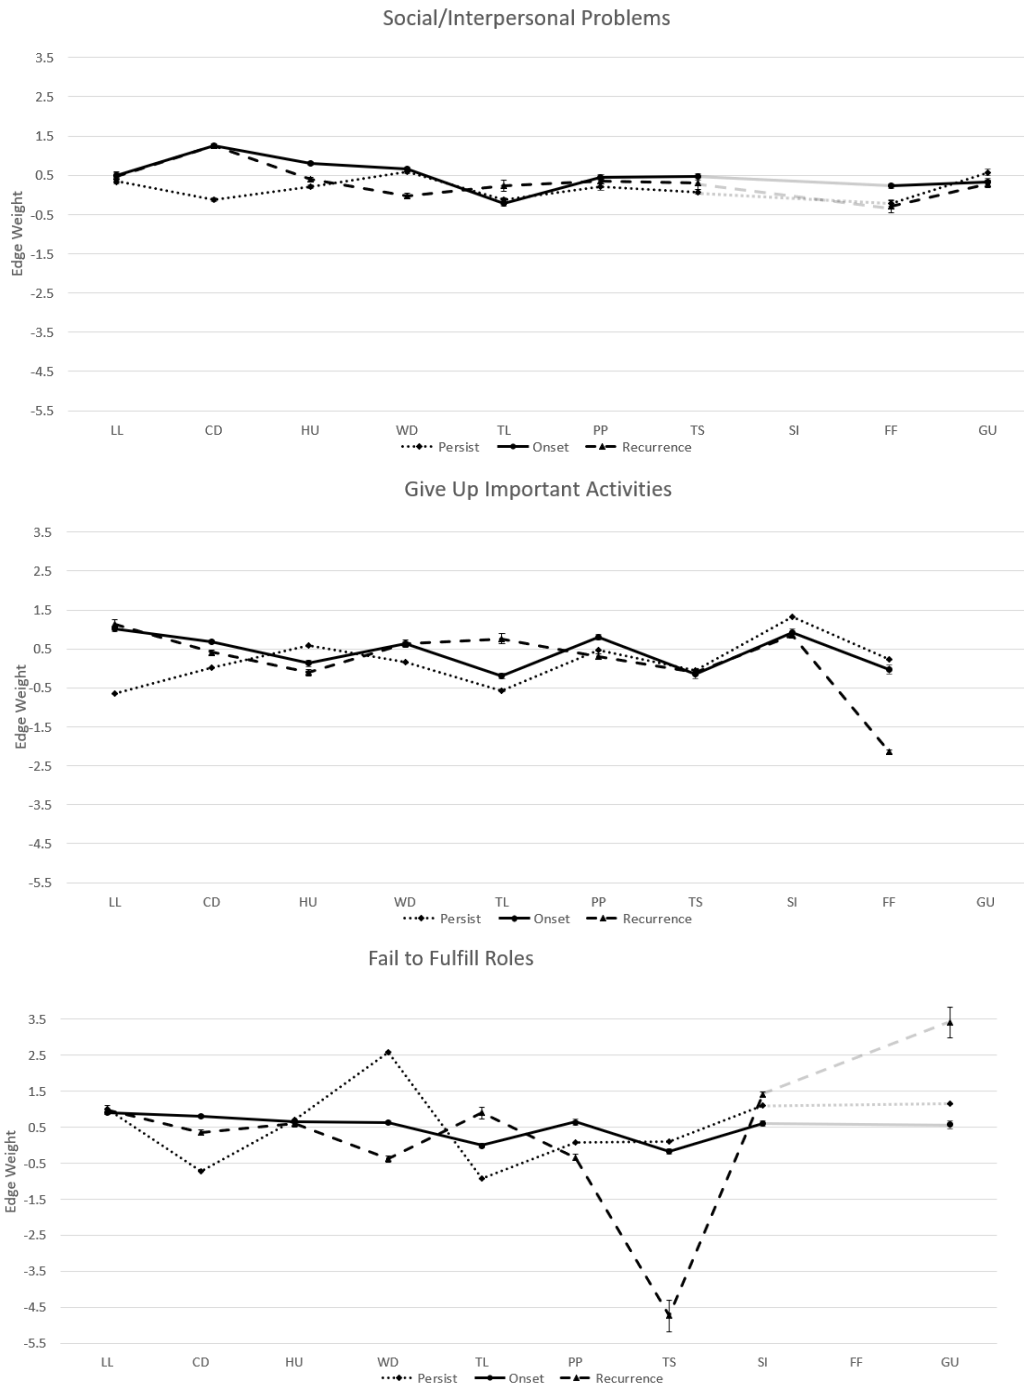 Social/Interpersonal Problems
3.5
2.5
1.5
0.5
-0.5
-1.5
-2.5
-3.5
-4.5
-5.5
Edge Weight
LL CD HU WD TL PP TS SI FF GU
Persist Onset Recurrence
Give Up Important Activities
3.5
2.5
1.5
0.5
-0.5
-1.5
-2.5
-3.5
-4.5
-5.5
Edge Weight
LL CD HU WD TL PP TS SI FF GU
Persist Onset Recurrence
Fail to Fulfill Roles
3.5
2.5
1.5
0.5
-0.5
-1.5
-2.5
-3.5
-4.5
-5.5
Edge Weight
LL CD HU WD TL PP TS SI FF GU
Persist Onset Recurrence